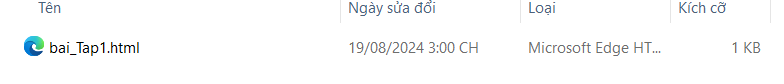 Tên Ngày sửa đổi Loại Kích cỡ
bai_Tap1.html 19/08/2024 3:00 CH Microsoft Edge HT... 1 KB